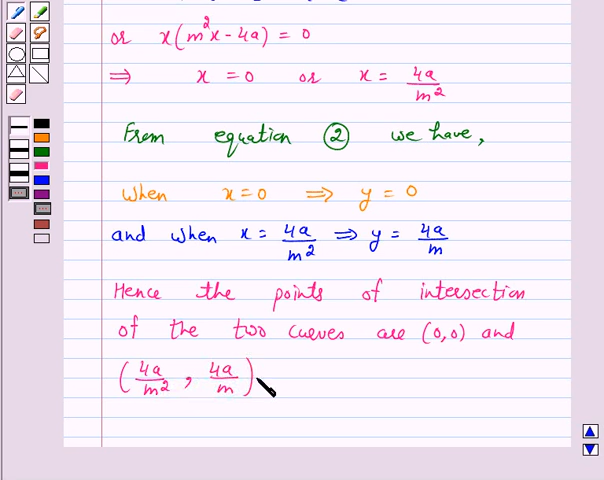 or x(m²x - 4a) = 0
⇒ x = 0 or x = 4a/m²
From equation ② we have,
when x = 0 ⇒ y = 0
and when x = 4a/m² ⇒ y = 4a/m
Hence the points of intersection
of the two curves are (0,0) and
(4a/m², 4a/m)